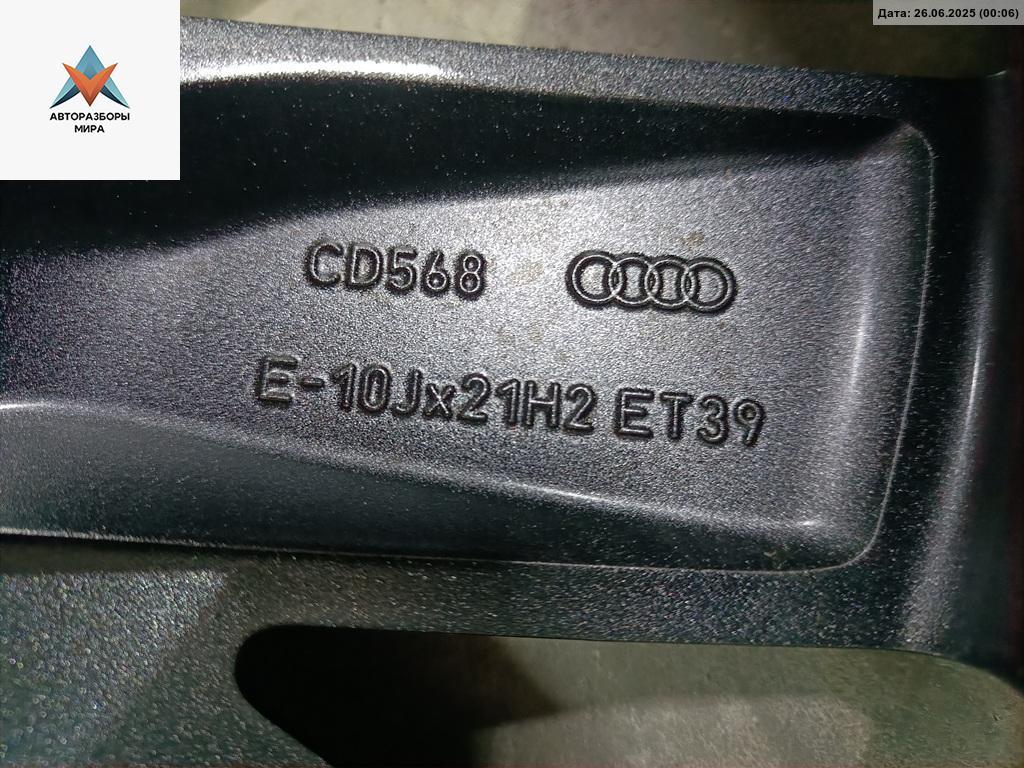 Дата: 26.06.2025 (00:06)
АВТОРАЗБОРЫ
МИРА
CD568
E-10Jx21H2 ET39